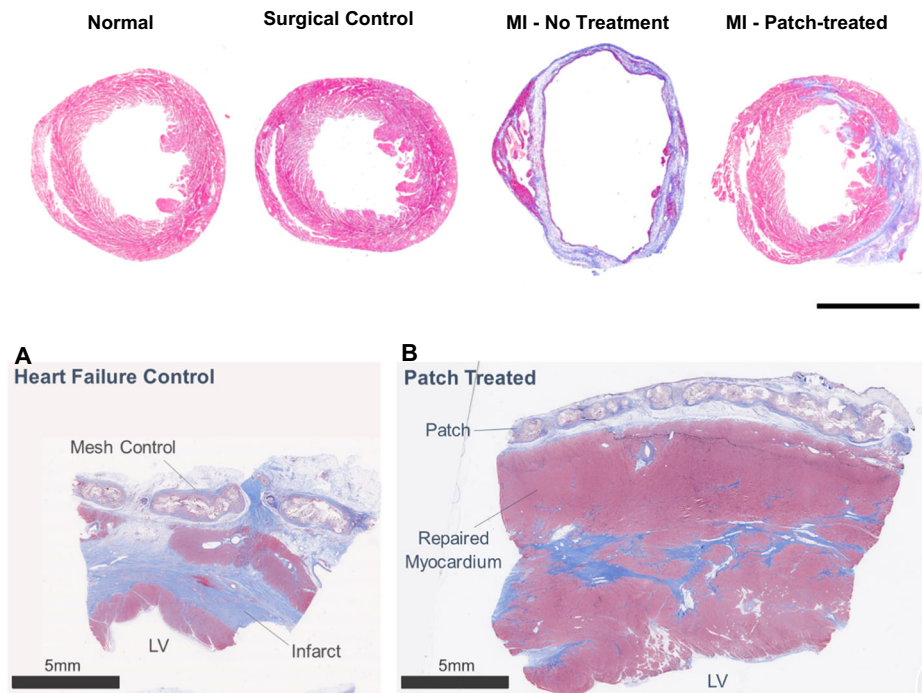 Normal
Surgical Control
MI - No Treatment
MI - Patch-treated
A
Heart Failure Control
Mesh Control
LV
Infarct
5mm
B
Patch Treated
Patch
Repaired
Myocardium
5mm
LV